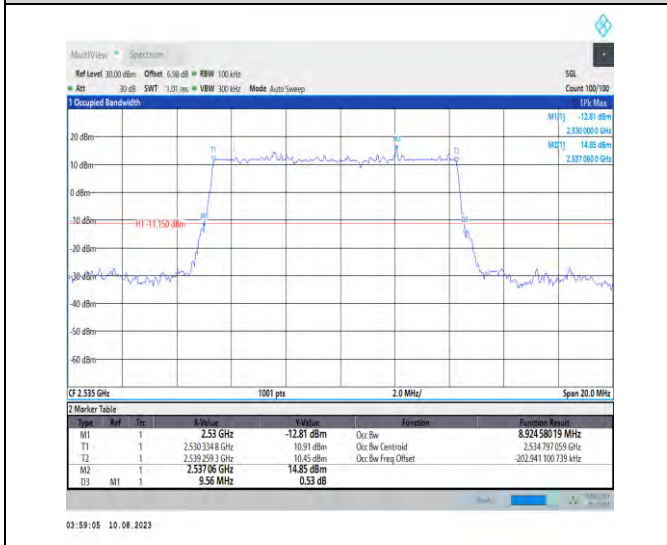 MultiView Spectrum
Ref Level 30.00 dBm Offset 6.98 dB RBW 100 kHz SGL
Att 30 dB SWT 1.01 ms VBW 300 kHz Mode Auto Sweep Count 100/100
1 Occupied Bandwidth 1Pk Max
M1[1] -12.81 dBm
2.530 000 0 GHz
M2[1] 14.85 dBm
2.537 060 0 GHz
20 dBm
10 dBm
0 dBm
-10 dBm
H1 -11.150 dBm
-20 dBm
-30 dBm
-40 dBm
-50 dBm
-60 dBm
T1
M2
T2
M1
D3
CF 2.535 GHz 1001 pts 2.0 MHz/ Span 20.0 MHz
2 Marker Table
Type Ref Trc X-Value Y-Value Function Function Result
M1 1 2.53 GHz -12.81 dBm Occ Bw 8.924 580 19 MHz
T1 1 2.530 334 8 GHz 10.91 dBm Occ Bw Centroid 2.534 797 059 GHz
T2 1 2.539 259 3 GHz 10.45 dBm Occ Bw Freq Offset -202.941 100 739 kHz
M2 1 2.537 06 GHz 14.85 dBm
D3 M1 1 9.56 MHz 0.53 dB
03:59:05 10.08.2023